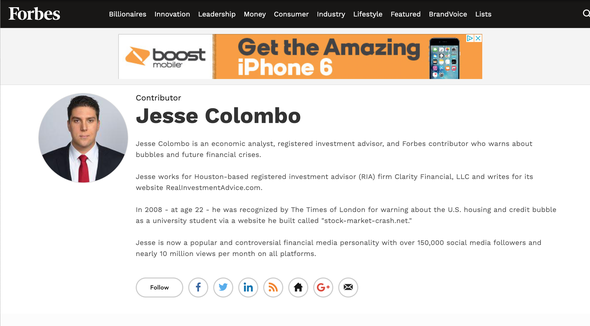 Forbes Billionaires Innovation Leadership Money Consumer Industry Lifestyle Featured BrandVoice Lists
boost mobile Get the Amazing
iPhone 6
Contributor
Jesse Colombo
Jesse Colombo is an economic analyst, registered investment advisor, and Forbes contributor who warns about
bubbles and future financial crises.
Jesse works for Houston-based registered investment advisor (RIA) firm Clarity Financial, LLC and writes for its
website RealInvestmentAdvice.com.
In 2008 - at age 22 - he was recognized by The Times of London for warning about the U.S. housing and credit bubble
as a university student via a website he built called "stock-market-crash.net."
Jesse is now a popular and controversial financial media personality with over 150,000 social media followers and
nearly 10 million views per month on all platforms.
Follow f in G+